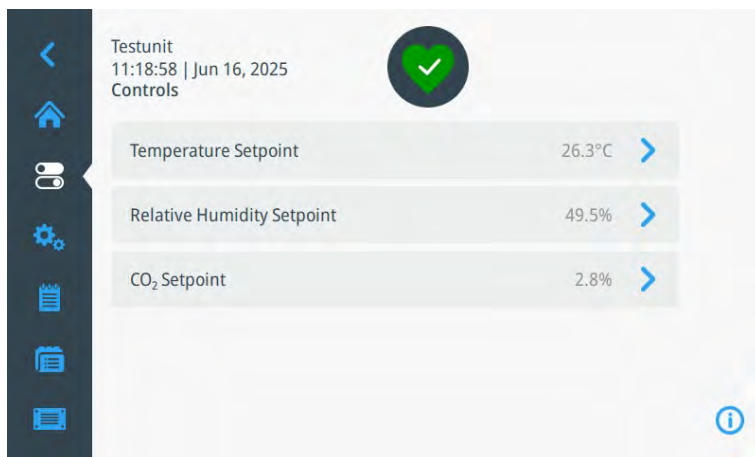 Testunit
11:18:58 | Jun 16, 2025
Controls
Temperature Setpoint 26.3°C
Relative Humidity Setpoint 49.5%
CO₂ Setpoint 2.8%